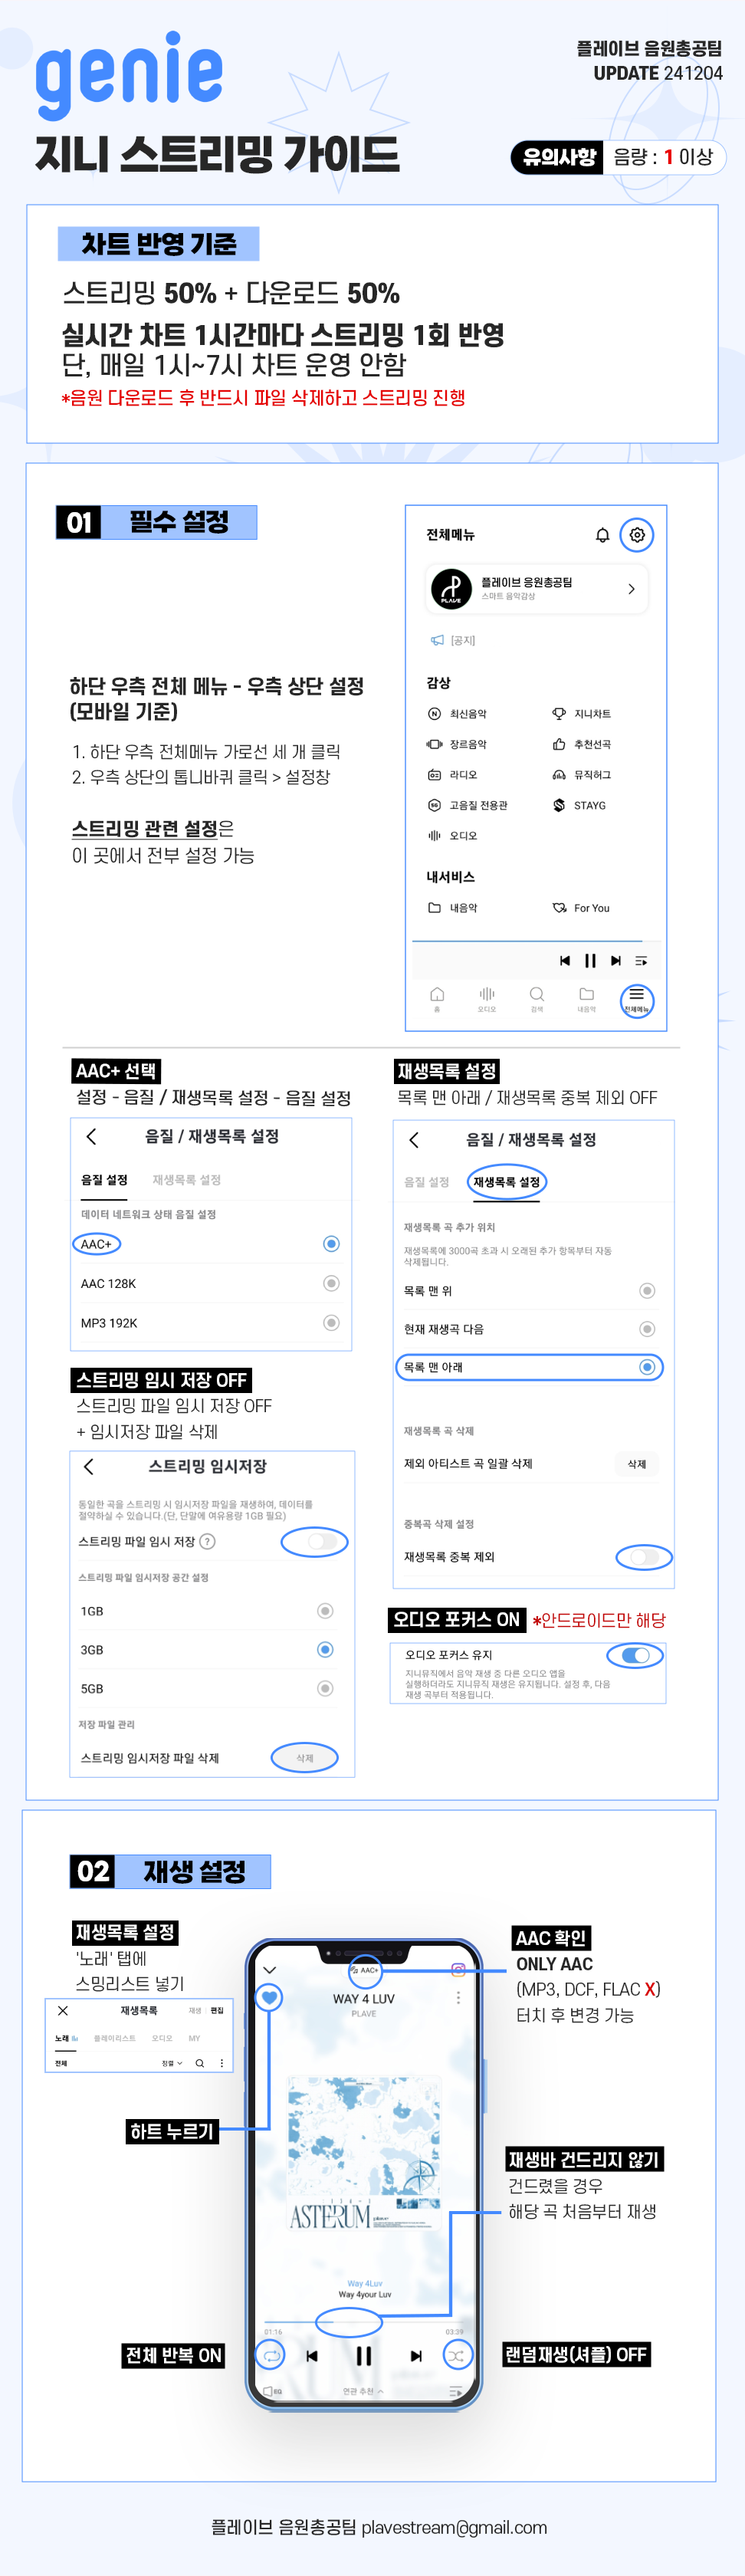 genie
플레이브 음원총공팀
UPDATE 241204
지니 스트리밍 가이드
유의사항 음량 : 1 이상
차트 반영 기준
스트리밍 50% + 다운로드 50%
실시간 차트 1시간마다 스트리밍 1회 반영
단, 매일 1시~7시 차트 운영 안함
*음원 다운로드 후 반드시 파일 삭제하고 스트리밍 진행
01 필수 설정
하단 우측 전체 메뉴 - 우측 상단 설정
(모바일 기준)
1. 하단 우측 전체메뉴 가로선 세 개 클릭
2. 우측 상단의 톱니바퀴 클릭 > 설정창
스트리밍 관련 설정은
이 곳에서 전부 설정 가능
전체메뉴
PLAVE
플레이브 음원총공팀
스마트 음악감상
[공지]
감상
최신음악
지니차트
장르음악
추천선곡
라디오
뮤직허그
고음질 전용관
STAYG
오디오
내서비스
내음악
For You
홈
오디오
검색
내음악
전체메뉴
AAC+ 선택
설정 - 음질 / 재생목록 설정 - 음질 설정
음질 / 재생목록 설정
음질 설정
재생목록 설정
데이터 네트워크 상태 음질 설정
AAC+
AAC 128K
MP3 192K
스트리밍 임시 저장 OFF
스트리밍 파일 임시 저장 OFF
+ 임시저장 파일 삭제
스트리밍 임시저장
동일한 곡을 스트리밍 시 임시저장 파일을 재생하여, 데이터를
절약하실 수 있습니다.(단, 단말에 여유용량 1GB 필요)
스트리밍 파일 임시 저장 ?
스트리밍 파일 임시저장 공간 설정
1GB
3GB
5GB
저장 파일 관리
스트리밍 임시저장 파일 삭제
삭제
재생목록 설정
목록 맨 아래 / 재생목록 중복 제외 OFF
음질 / 재생목록 설정
음질 설정
재생목록 설정
재생목록 곡 추가 위치
재생목록에 3000곡 초과 시 오래된 추가 항목부터 자동
삭제됩니다.
목록 맨 위
현재 재생곡 다음
목록 맨 아래
재생목록 곡 삭제
제외 아티스트 곡 일괄 삭제
삭제
중복곡 삭제 설정
재생목록 중복 제외
오디오 포커스 ON *안드로이드만 해당
오디오 포커스 유지
지니뮤직에서 음악 재생 중 다른 오디오 앱을
실행하더라도 지니뮤직 재생은 유지됩니다. 설정 후, 다음
재생 곡부터 적용됩니다.
02 재생 설정
재생목록 설정
'노래' 탭에
스밍리스트 넣기
재생목록
재생
편집
노래
플레이리스트
오디오
MY
전체
정렬
하트 누르기
전체 반복 ON
AAC+
WAY 4 LUV
PLAVE
ASTERUM
plave
Way 4Luv
Way 4your Luv
01:16
03:39
연관 추천
AAC 확인
ONLY AAC
(MP3, DCF, FLAC X)
터치 후 변경 가능
재생바 건드리지 않기
건드렸을 경우
해당 곡 처음부터 재생
랜덤재생(셔플) OFF
플레이브 음원총공팀 plavestream@gmail.com